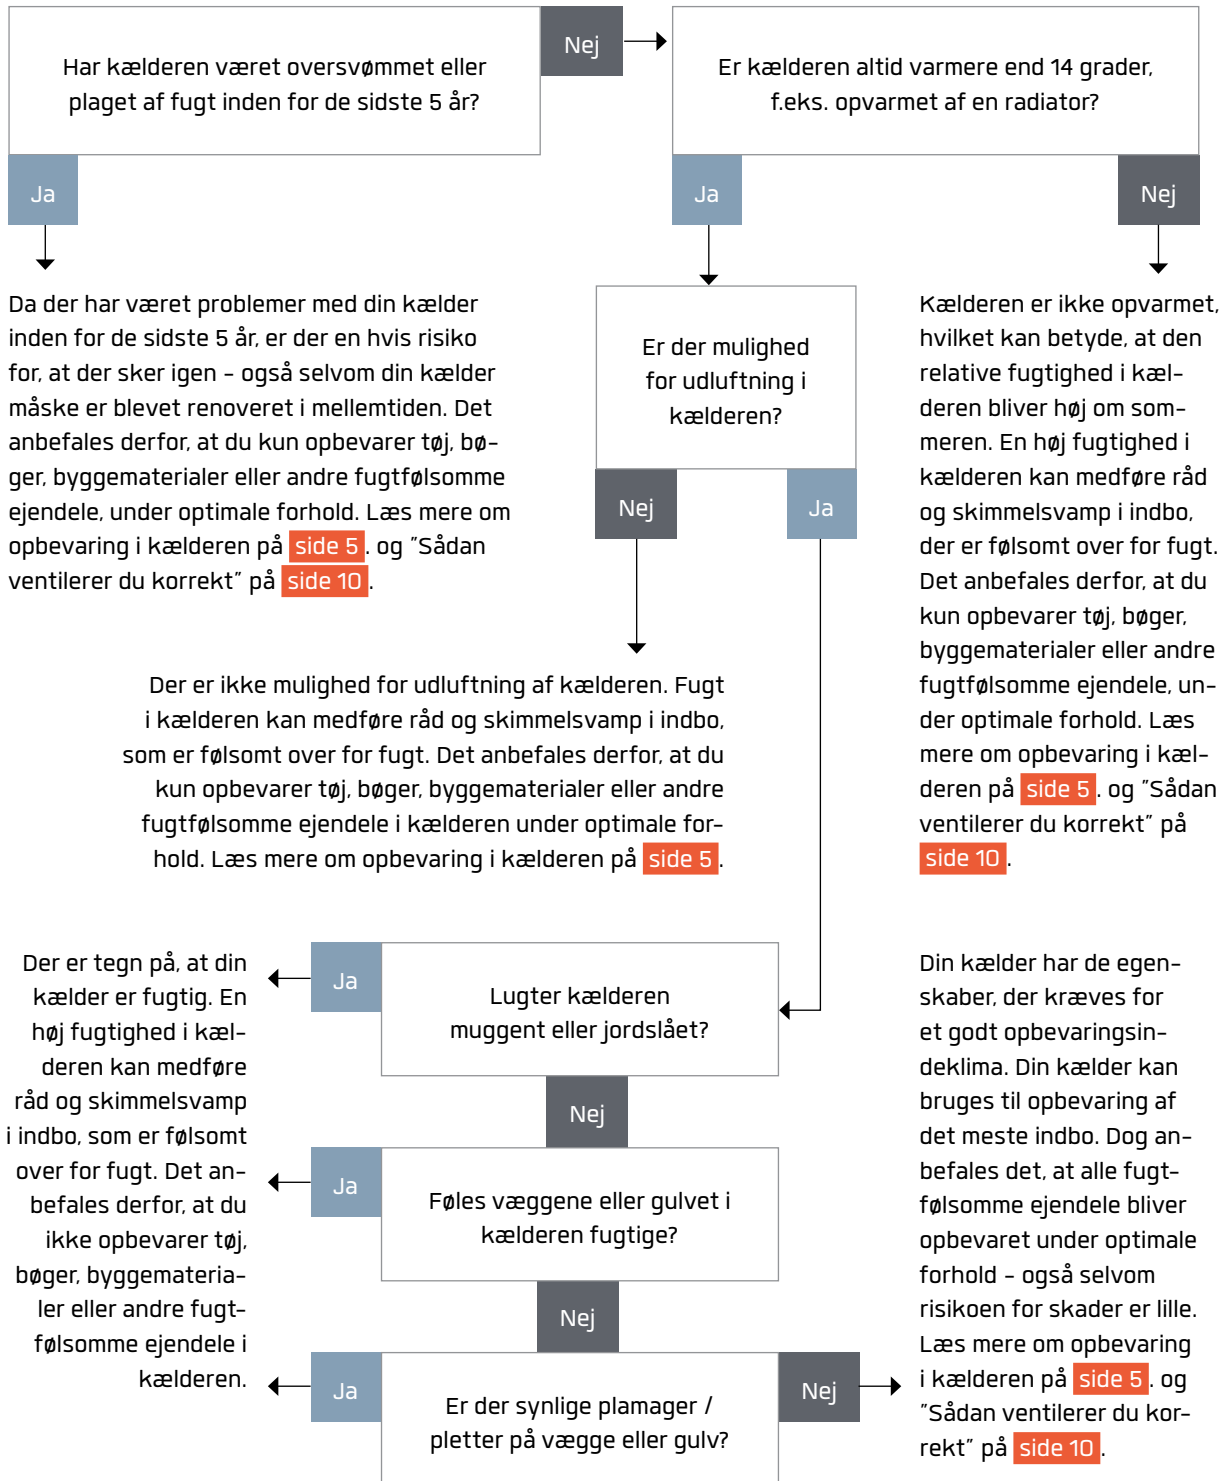 Har kælderen været oversvømmet eller
plaget af fugt inden for de sidste 5 år?
Nej
Er kælderen altid varmere end 14 grader,
f.eks. opvarmet af en radiator?
Ja
Ja
Nej
Da der har været problemer med din kælder
inden for de sidste 5 år, er der en hvis risiko
for, at der sker igen – også selvom din kælder
måske er blevet renoveret i mellemtiden. Det
anbefales derfor, at du kun opbevarer tøj, bø-
ger, byggematerialer eller andre fugtfølsomme
ejendele, under optimale forhold. Læs mere om
opbevaring i kælderen på side 5. og "Sådan
ventilerer du korrekt" på side 10.
Er der mulighed
for udluftning i
kælderen?
Nej
Ja
Kælderen er ikke opvarmet,
hvilket kan betyde, at den
relative fugtighed i kæl-
deren bliver høj om som-
meren. En høj fugtighed i
kælderen kan medføre råd
og skimmelsvamp i indbo,
der er følsomt over for fugt.
Det anbefales derfor, at du
kun opbevarer tøj, bøger,
byggematerialer eller andre
fugtfølsomme ejendele, un-
der optimale forhold. Læs
mere om opbevaring i kæl-
deren på side 5. og "Sådan
ventilerer du korrekt" på
side 10.
Der er ikke mulighed for udluftning af kælderen. Fugt
i kælderen kan medføre råd og skimmelsvamp i indbo,
som er følsomt over for fugt. Det anbefales derfor, at du
kun opbevarer tøj, bøger, byggematerialer eller andre
fugtfølsomme ejendele i kælderen under optimale for-
hold. Læs mere om opbevaring i kælderen på side 5.
Der er tegn på, at din
kælder er fugtig. En
høj fugtighed i kæl-
deren kan medføre
råd og skimmelsvamp
i indbo, som er følsomt
over for fugt. Det an-
befales derfor, at du
ikke opbevarer tøj,
bøger, byggemateria-
ler eller andre fugt-
følsomme ejendele i
kælderen.
Ja
Lugter kælderen
muggent eller jordslået?
Nej
Ja
Føles væggene eller gulvet i
kælderen fugtige?
Nej
Ja
Er der synlige plamager /
pletter på vægge eller gulv?
Nej
Din kælder har de egen-
skaber, der kræves for
et godt opbevaringsin-
deklima. Din kælder kan
bruges til opbevaring af
det meste indbo. Dog an-
befales det, at alle fugt-
følsomme ejendele bliver
opbevaret under optimale
forhold – også selvom
risikoen for skader er lille.
Læs mere om opbevaring
i kælderen på side 5. og
"Sådan ventilerer du kor-
rekt" på side 10.